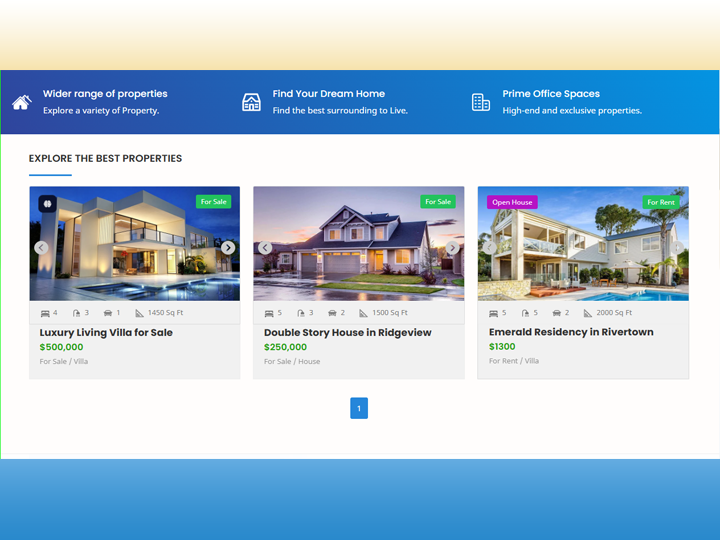 Wider range of properties
Explore a variety of Property.
Find Your Dream Home
Find the best surrounding to Live.
Prime Office Spaces
High-end and exclusive properties.
EXPLORE THE BEST PROPERTIES
For Sale
4 3 1 1450 Sq Ft
Luxury Living Villa for Sale
$500,000
For Sale / Villa
For Sale
5 3 2 1500 Sq Ft
Double Story House in Ridgeview
$250,000
For Sale / House
Open House
For Rent
5 5 2 2000 Sq Ft
Emerald Residency in Rivertown
$1300
For Rent / Villa
1